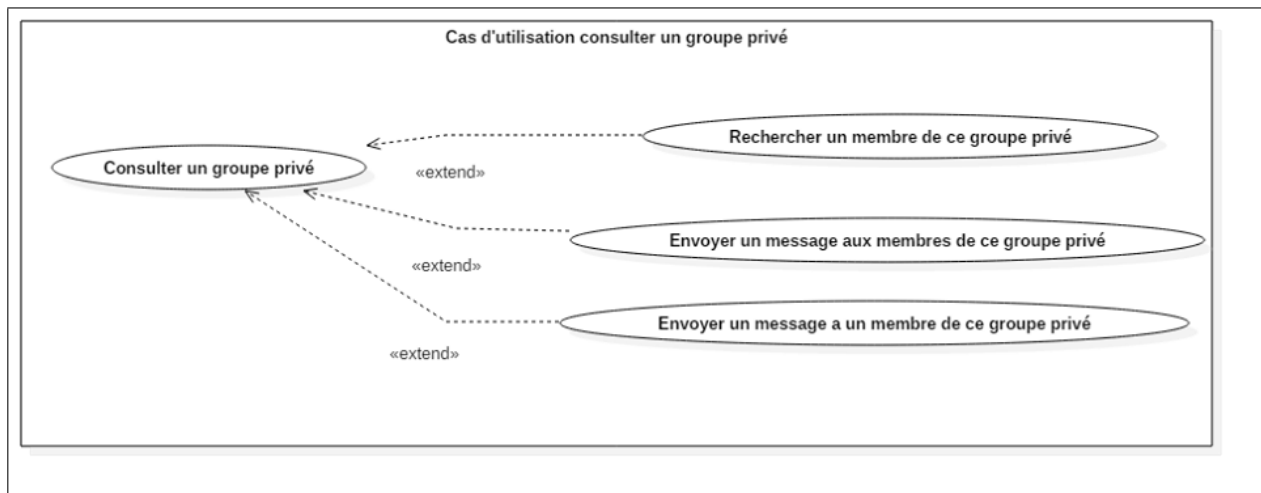 Cas d'utilisation consulter un groupe privé
Rechercher un membre de ce groupe privé
Consulter un groupe privé
«extend»
Envoyer un message aux membres de ce groupe privé
«extend»
Envoyer un message a un membre de ce groupe privé
«extend»